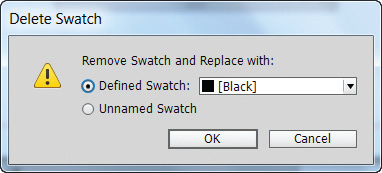 Delete Swatch
Remove Swatch and Replace with:
Defined Swatch: [Black]
Unnamed Swatch
OK Cancel